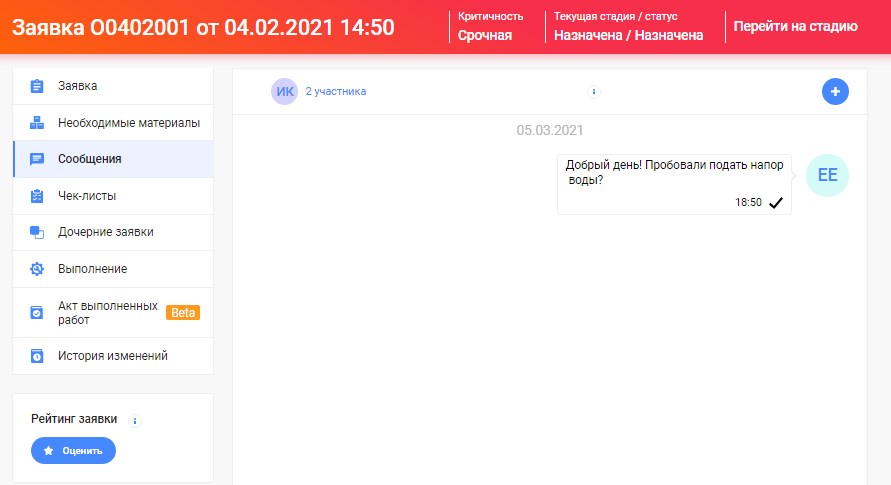 Заявка О0402001 от 04.02.2021 14:50
Критичность
Срочная
Текущая стадия / статус
Назначена / Назначена
Перейти на стадию
Заявка
Необходимые материалы
Сообщения
Чек-листы
Дочерние заявки
Выполнение
Акт выполненных
работ
Beta
История изменений
Рейтинг заявки
i
Оценить
ИК
2 участника
i
05.03.2021
Добрый день! Пробовали подать напор
воды?
18:50
ЕЕ